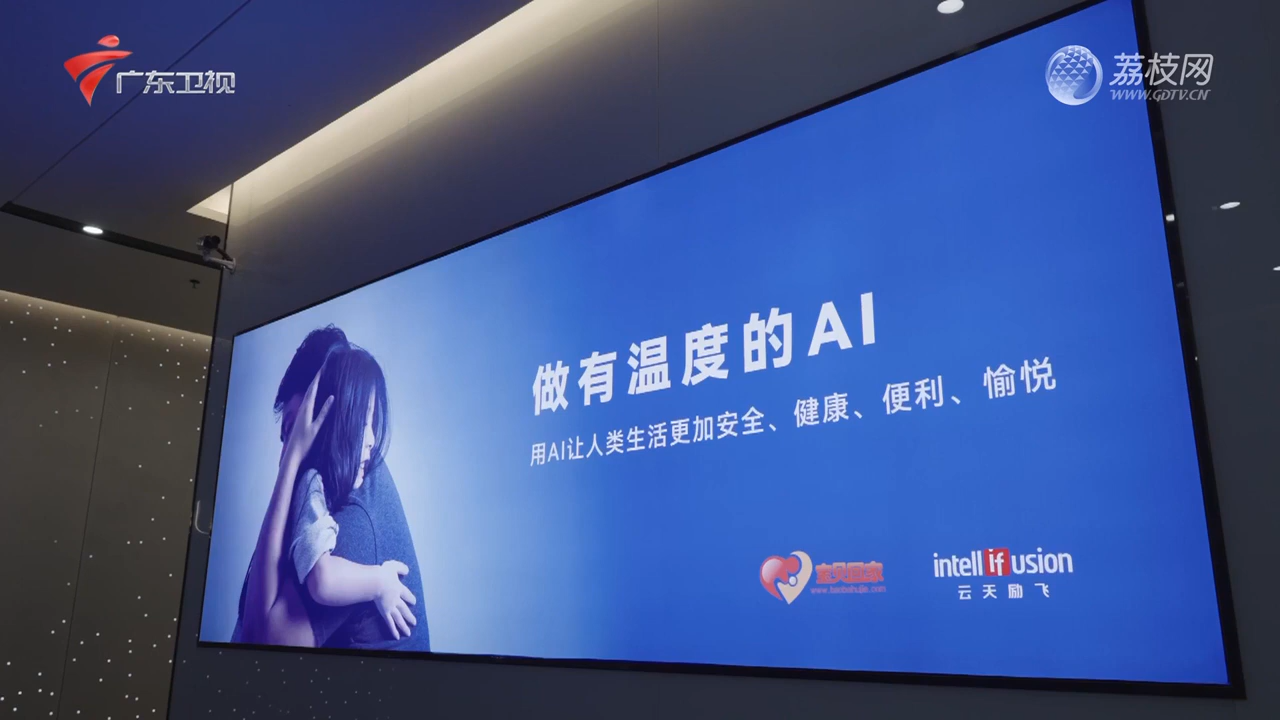 广东卫视
荔枝网
WWW.GDTV.CN
做有温度的AI
用AI让人类生活更加安全、健康、便利、愉悦
宝贝回家
intellifusion
云天励飞